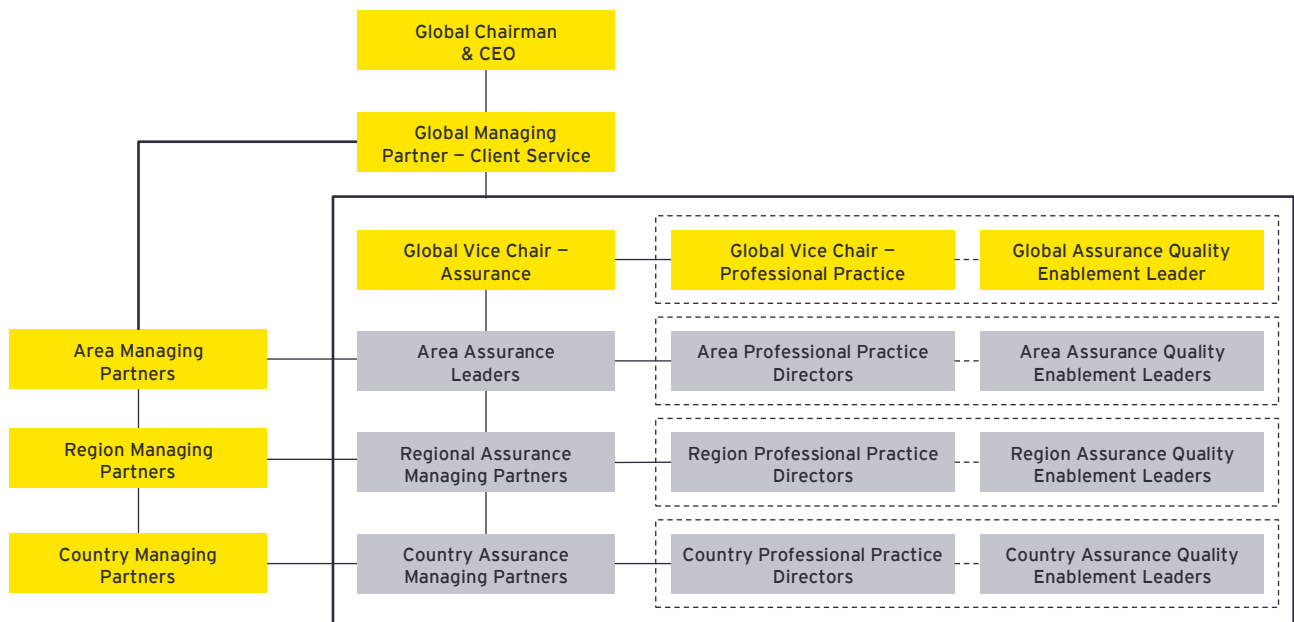 Global Chairman
& CEO
Global Managing
Partner – Client Service
Global Vice Chair –
Assurance
Global Vice Chair –
Professional Practice
Global Assurance Quality
Enablement Leader
Area Managing
Partners
Area Assurance
Leaders
Area Professional Practice
Directors
Area Assurance Quality
Enablement Leaders
Region Managing
Partners
Regional Assurance
Managing Partners
Region Professional Practice
Directors
Region Assurance Quality
Enablement Leaders
Country Managing
Partners
Country Assurance
Managing Partners
Country Professional Practice
Directors
Country Assurance Quality
Enablement Leaders